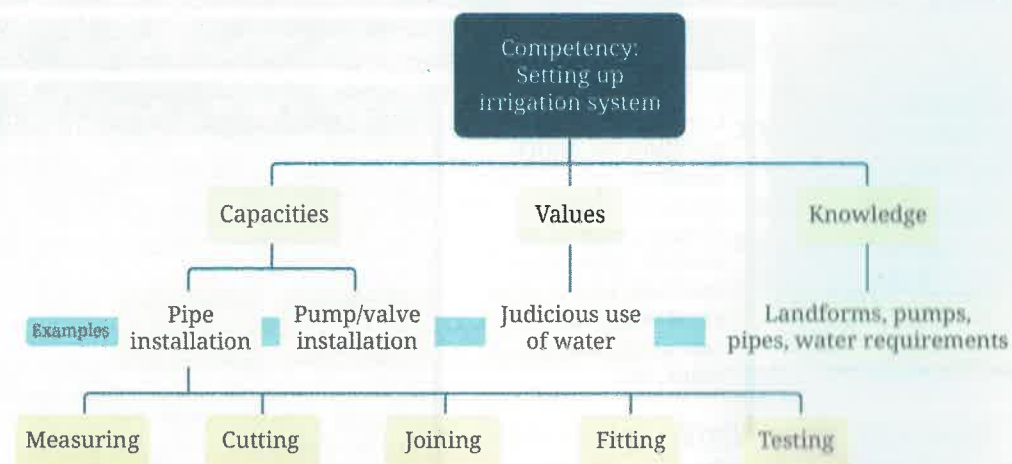 Competency:
Setting up
irrigation system
Capacities
Values
Knowledge
Examples
Pipe
installation
Pump/valve
installation
Judicious use
of water
Landforms, pumps,
pipes, water requirements
Measuring
Cutting
Joining
Fitting
Testing